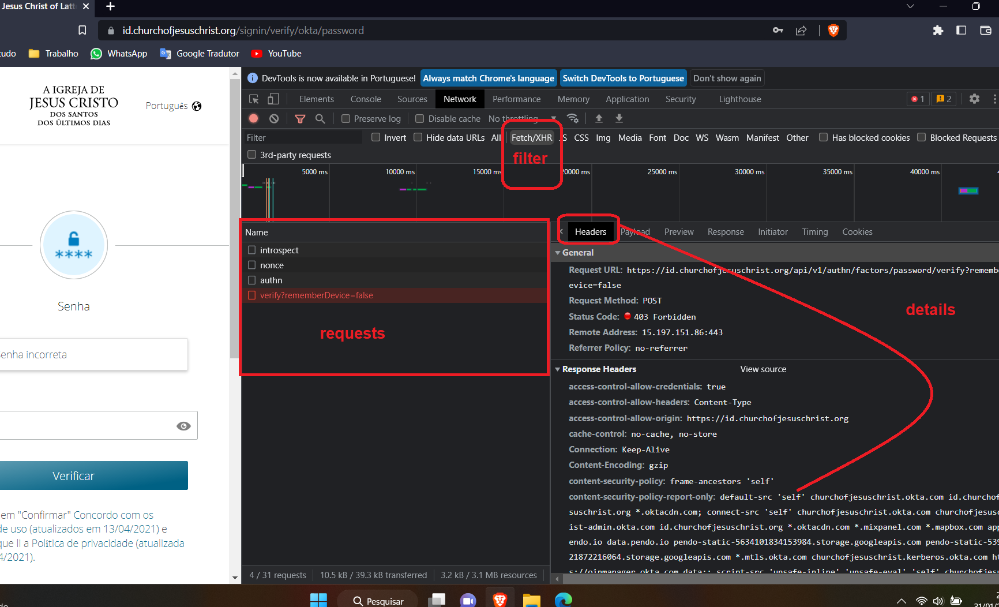 Jesus Christ of Latt
id.churchofjesuschrist.org/signin/verify/okta/password
tudo
Trabalho
WhatsApp
Google Tradutor
YouTube
A IGREJA DE
JESUS CRISTO
DOS SANTOS
DOS ÚLTIMOS DIAS
Português
****
Senha
enha incorreta
Verificar
em "Confirmar" Concordo com os
de uso (atualizados em 13/04/2021) e
que li a Política de privacidade (atualizada
4/2021).
DevTools is now available in Portuguese! Always match Chrome's language Switch DevTools to Portuguese Don't show again
Elements Console Sources Network Performance Memory Application Security Lighthouse 1 2
Preserve log Disable cache No throttling
Filter Invert Hide data URLs All Fetch/XHR JS CSS Img Media Font Doc WS Wasm Manifest Other Has blocked cookies Blocked Requests
3rd-party requests
filter
5000 ms 10000 ms 15000 ms 20000 ms 25000 ms 30000 ms 35000 ms 40000 ms
Name
introspect
nonce
authn
verify?rememberDevice=false
requests
4 / 31 requests 10.5 kB / 39.3 kB transferred 3.2 kB / 3.1 MB resources
Headers Payload Preview Response Initiator Timing Cookies
General
Request URL: https://id.churchofjesuschrist.org/api/v1/authn/factors/password/verify?rememb
evice=false
Request Method: POST
Status Code: 403 Forbidden
Remote Address: 15.197.151.86:443
Referrer Policy: no-referrer
details
Response Headers View source
access-control-allow-credentials: true
access-control-allow-headers: Content-Type
access-control-allow-origin: https://id.churchofjesuschrist.org
cache-control: no-cache, no-store
Connection: Keep-Alive
Content-Encoding: gzip
content-security-policy: frame-ancestors 'self'
content-security-policy-report-only: default-src 'self' churchofjesuschrist.okta.com id.churchof
suschrist.org *.oktacdn.com; connect-src 'self' churchofjesuschrist.okta.com churchofjesusc
ist-admin.okta.com id.churchofjesuschrist.org *.oktacdn.com *.mixpanel.com *.mapbox.com app
endo.io data.pendo.io pendo-static-5634101834153984.storage.googleapis.com pendo-static-539
21872216064.storage.googleapis.com *.mtls.okta.com churchofjesuschrist.kerberos.okta.com ht
s://oinmanager.okta.com data:; script-src 'unsafe-inline' 'unsafe-eval' 'self' churchofjesu
Pesquisar